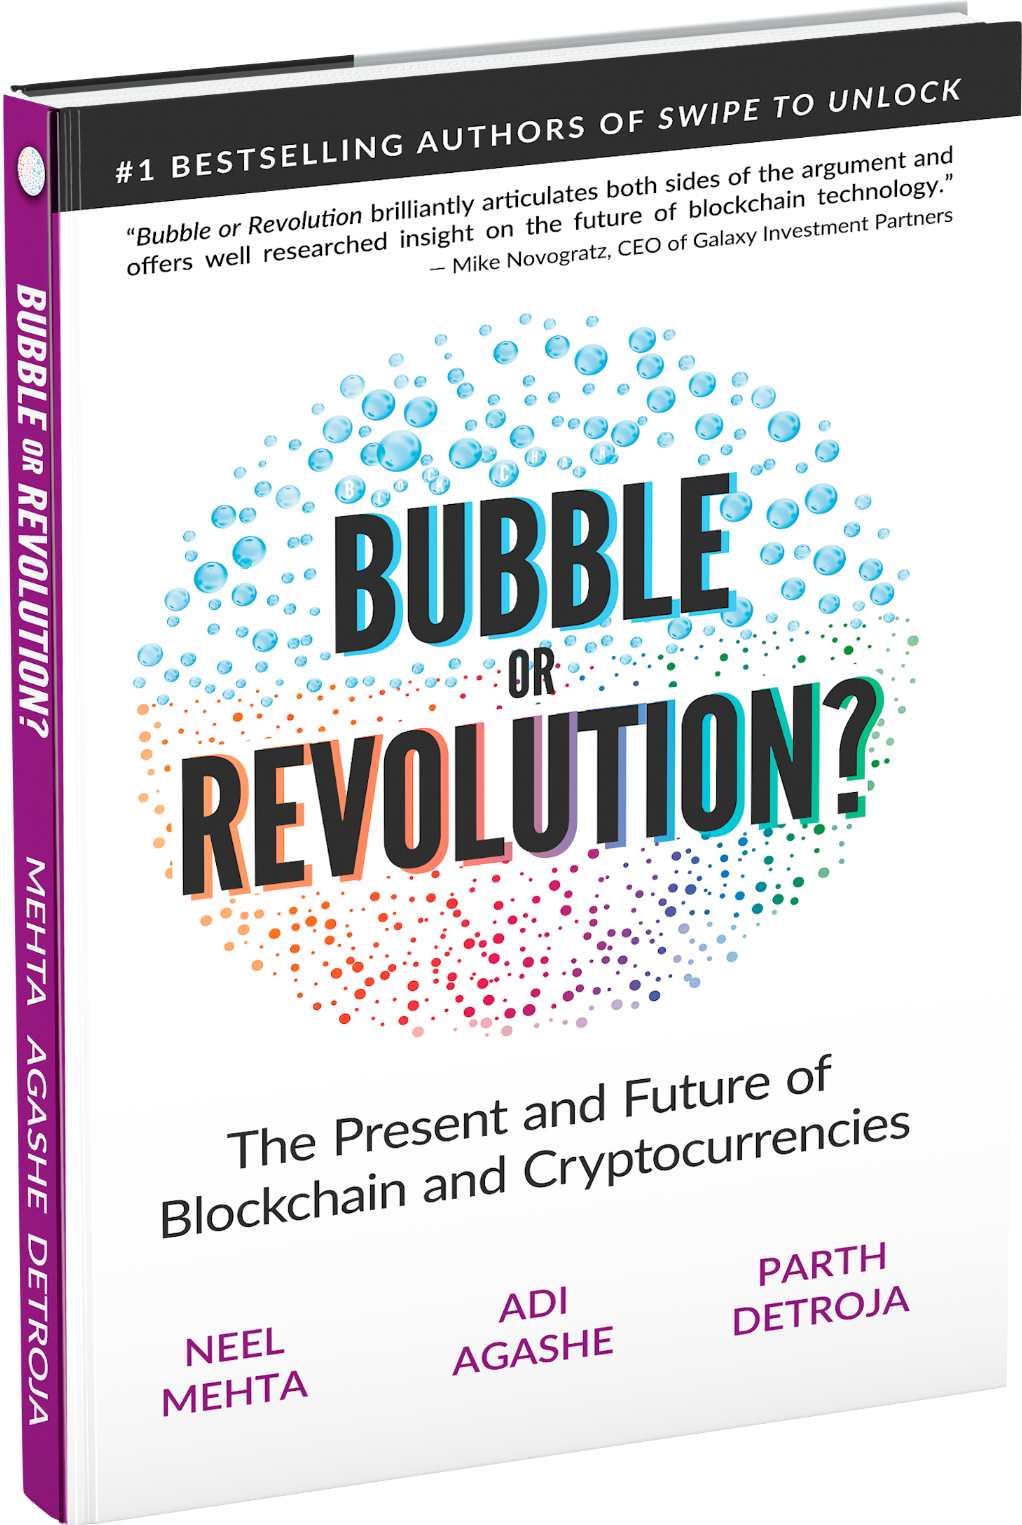 #1 BESTSELLING AUTHORS OF SWIPE TO UNLOCK
“Bubble or Revolution brilliantly articulates both sides of the argument and
offers well researched insight on the future of blockchain technology.”
— Mike Novogratz, CEO of Galaxy Investment Partners
BLOCK CHAIN
BUBBLE
OR
REVOLUTION?
The Present and Future of
Blockchain and Cryptocurrencies
NEEL
MEHTA
ADI
AGASHE
PARTH
DETROJA
BUBBLE OR REVOLUTION?
MEHTA AGASHE DETROJA